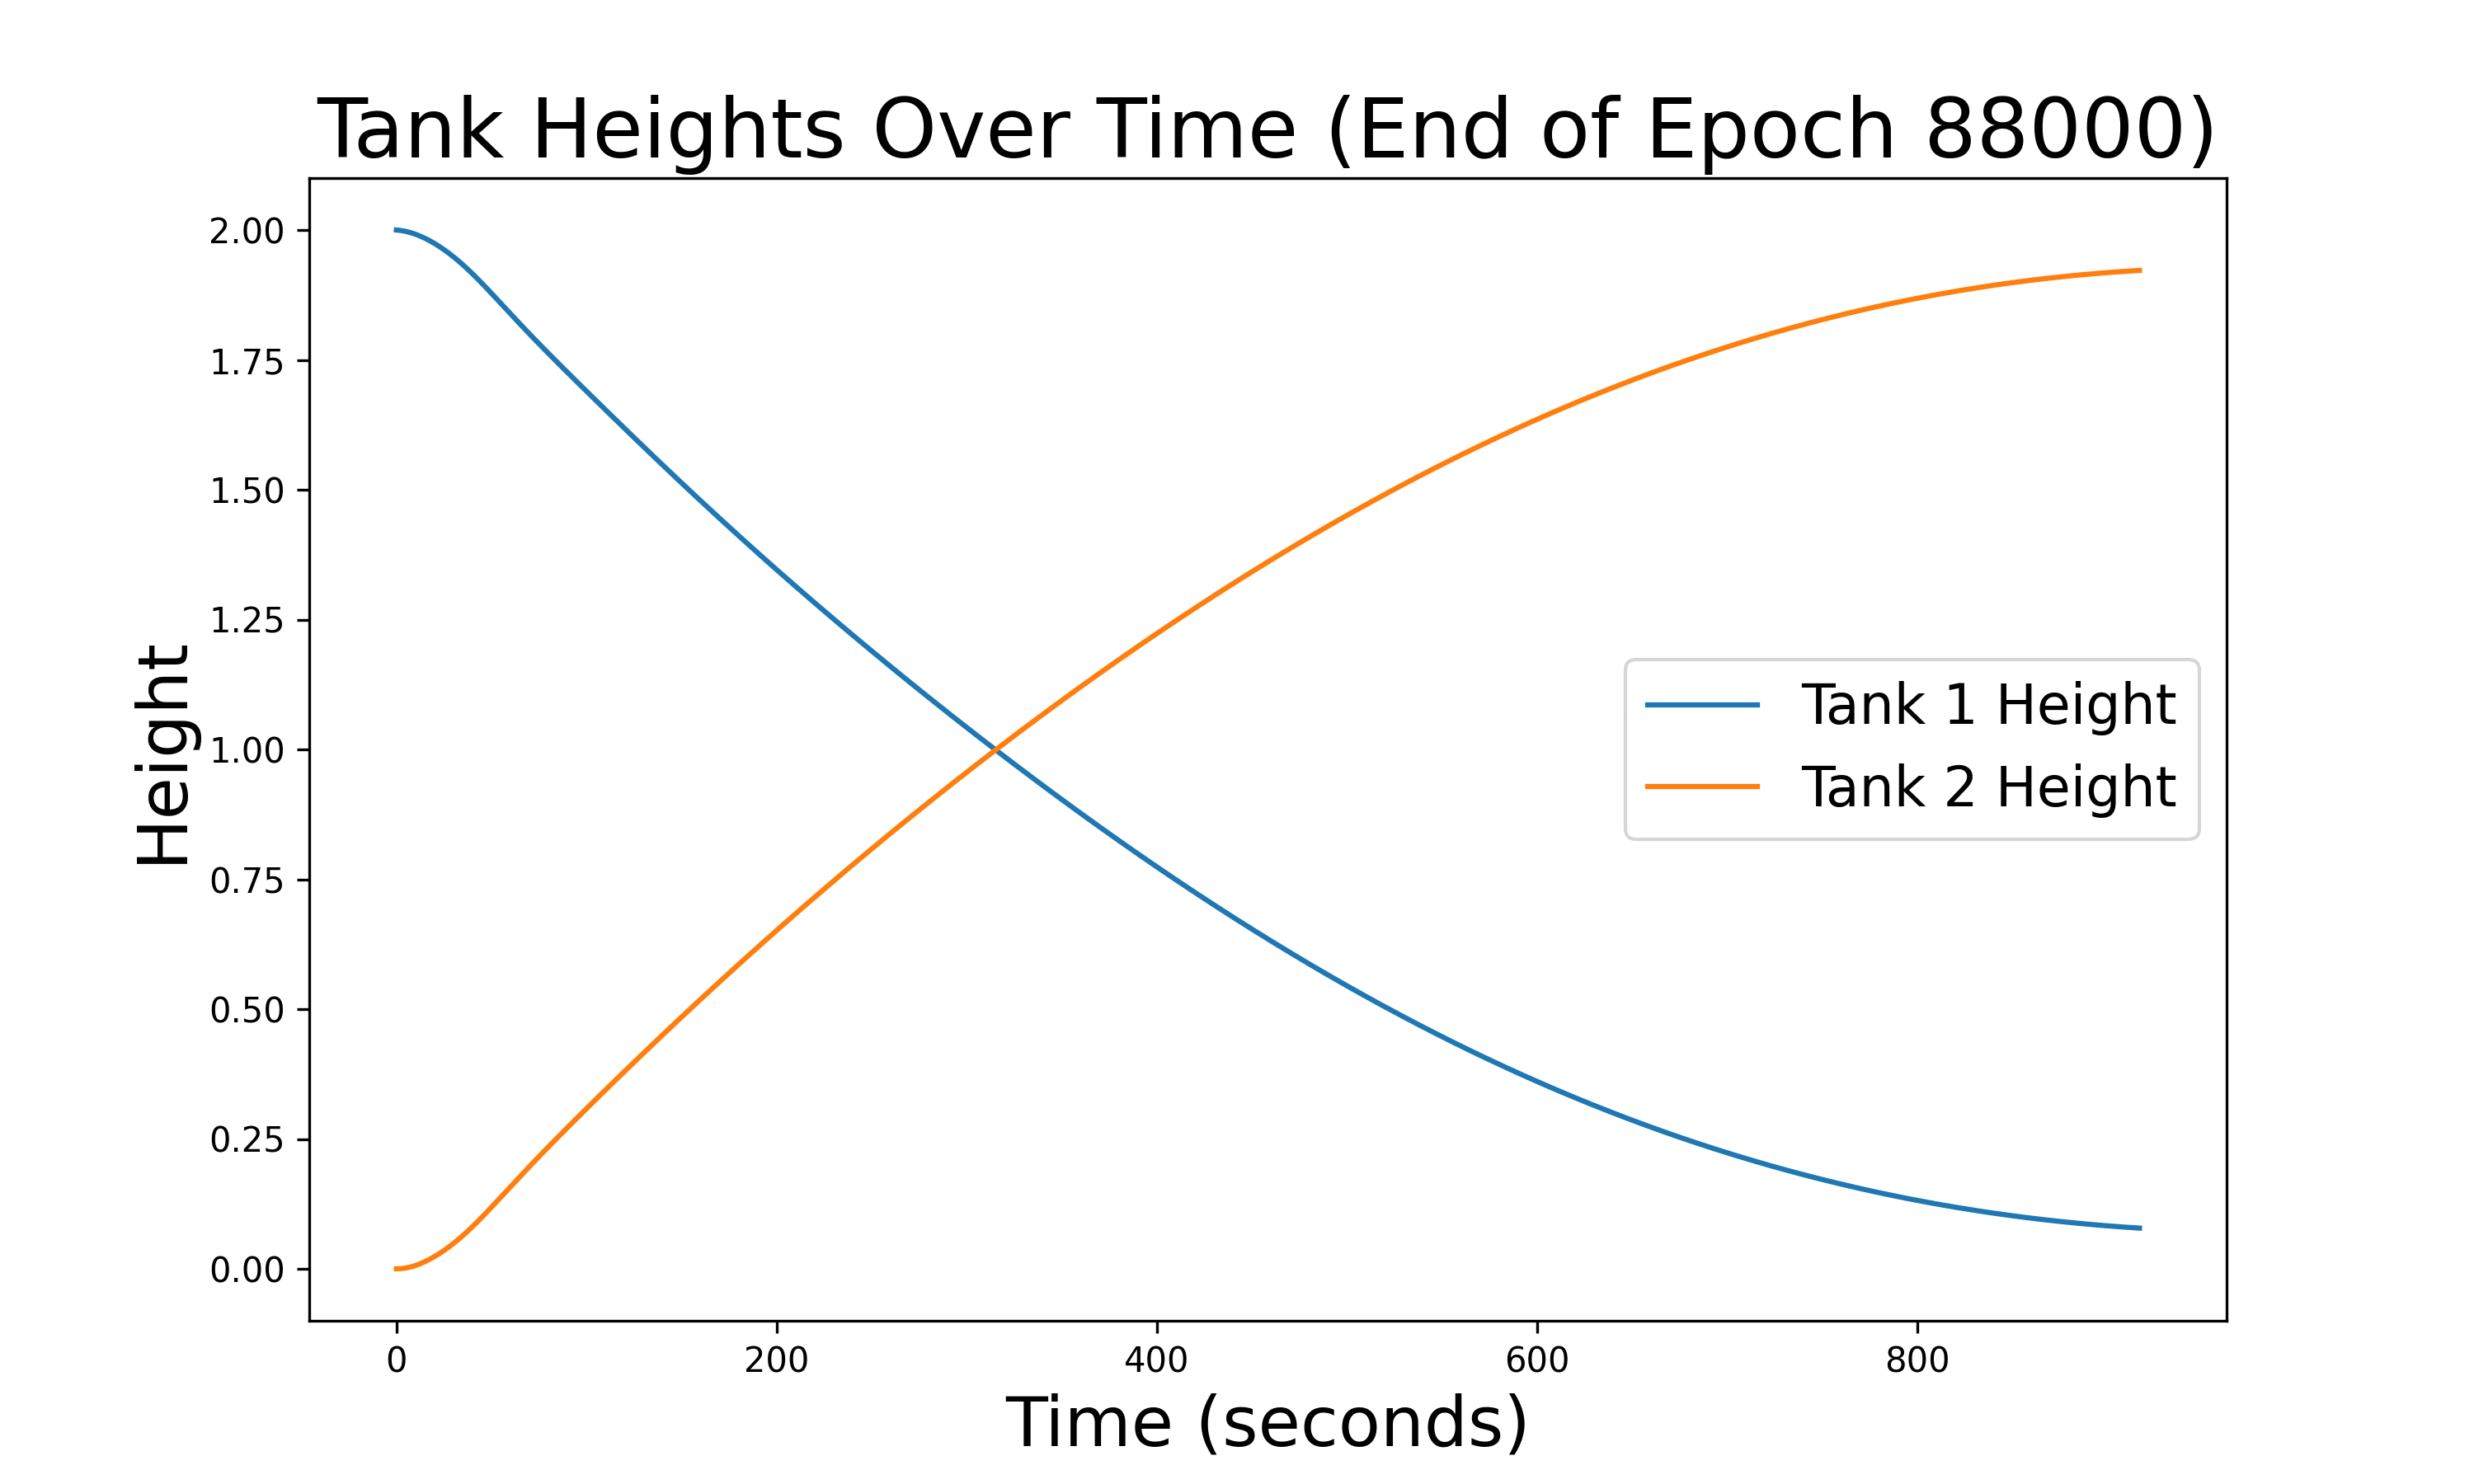 Tank Heights Over Time (End of Epoch 88000)
2.00
1.75
1.50
1.25
1.00
0.75
0.50
0.25
0.00
Height
Tank 1 Height
Tank 2 Height
0 200 400 600 800
Time (seconds)